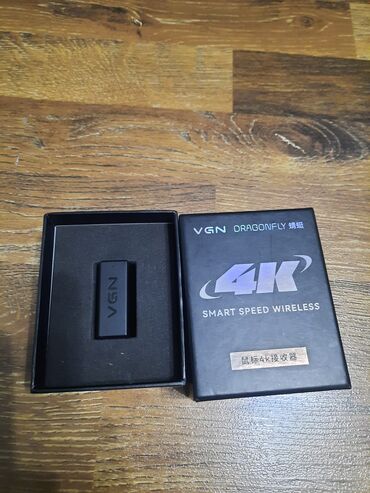 VGN
VGN DRAGONFLY 蜻蜓
4K
SMART SPEED WIRELESS
鼠标4K接收器